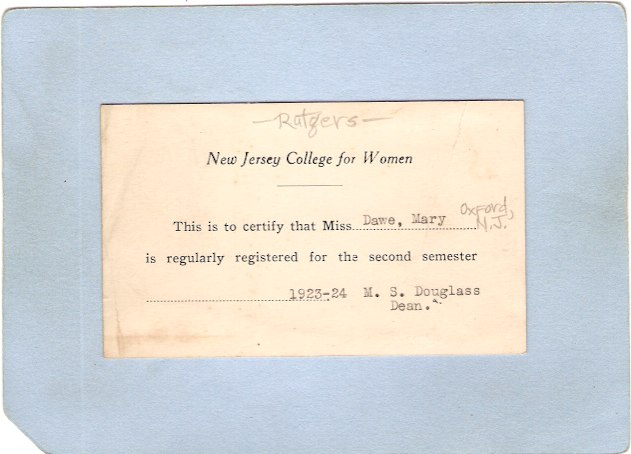 —Rutgers—
New Jersey College for Women
This is to certify that Miss Dawe, Mary Oxford, N.J.
is regularly registered for the second semester
1923-24 M. S. Douglass
Dean.